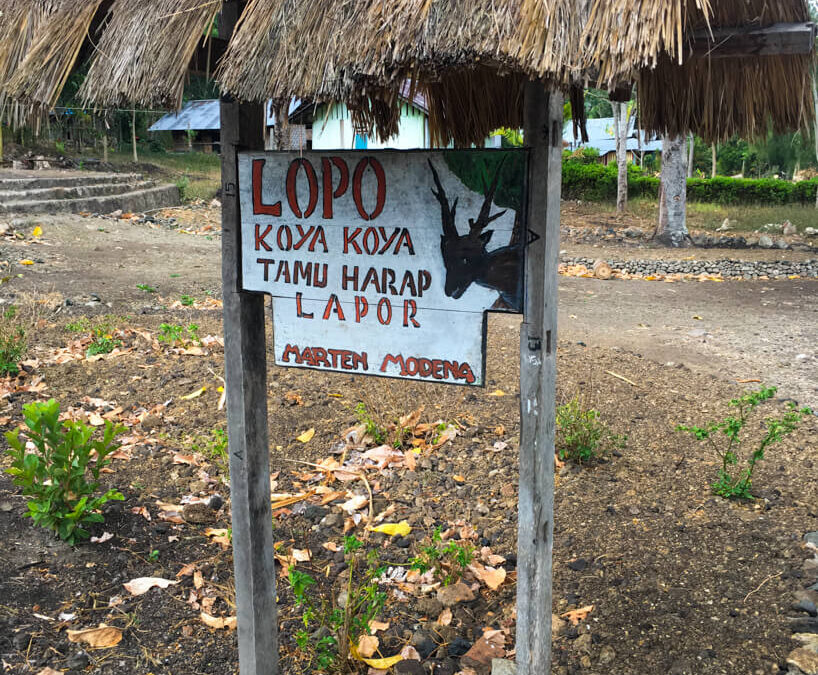 LOPO
KOYA KOYA
TAMU HARAP
LAPOR
MARTEN MODENA